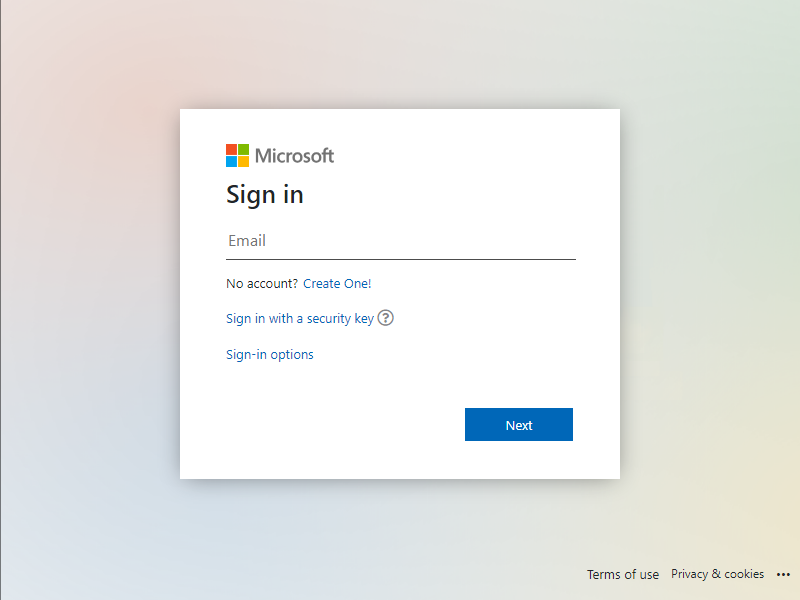 Microsoft
Sign in
Email
No account? Create One!
Sign in with a security key ?
Sign-in options
Next
Terms of use Privacy & cookies ...